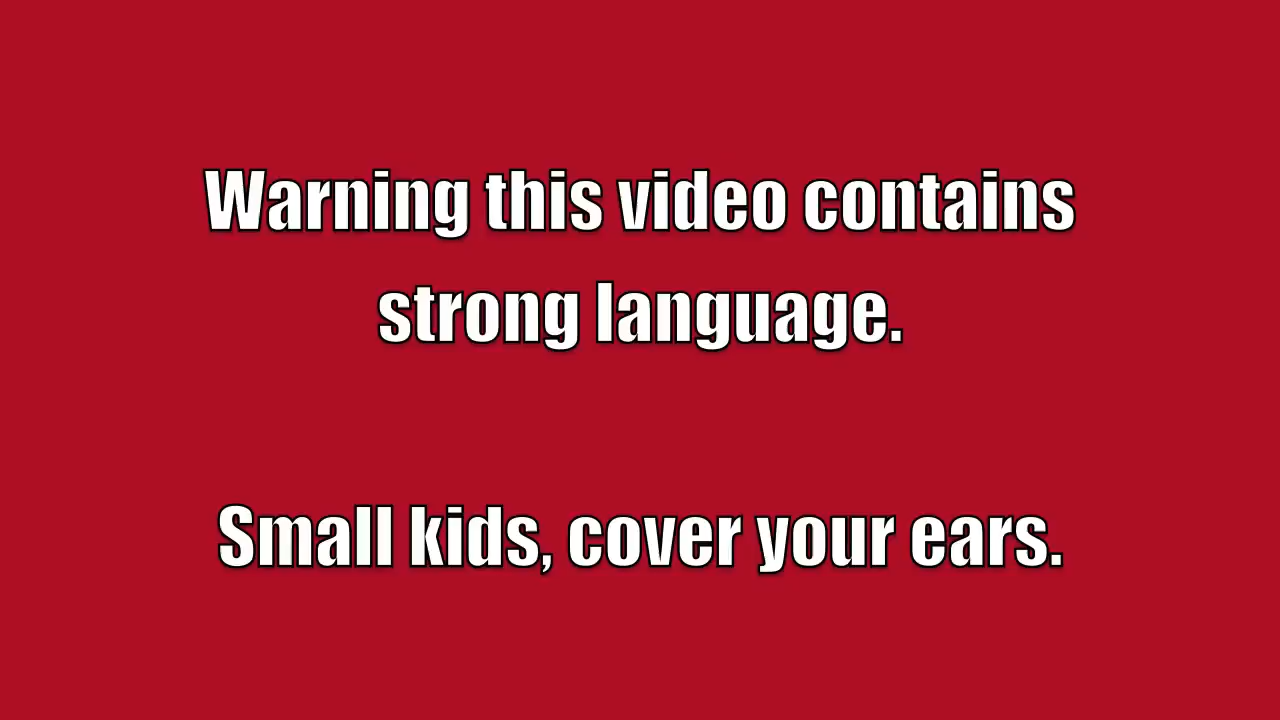 Warning this video contains
strong language.
Small kids, cover your ears.